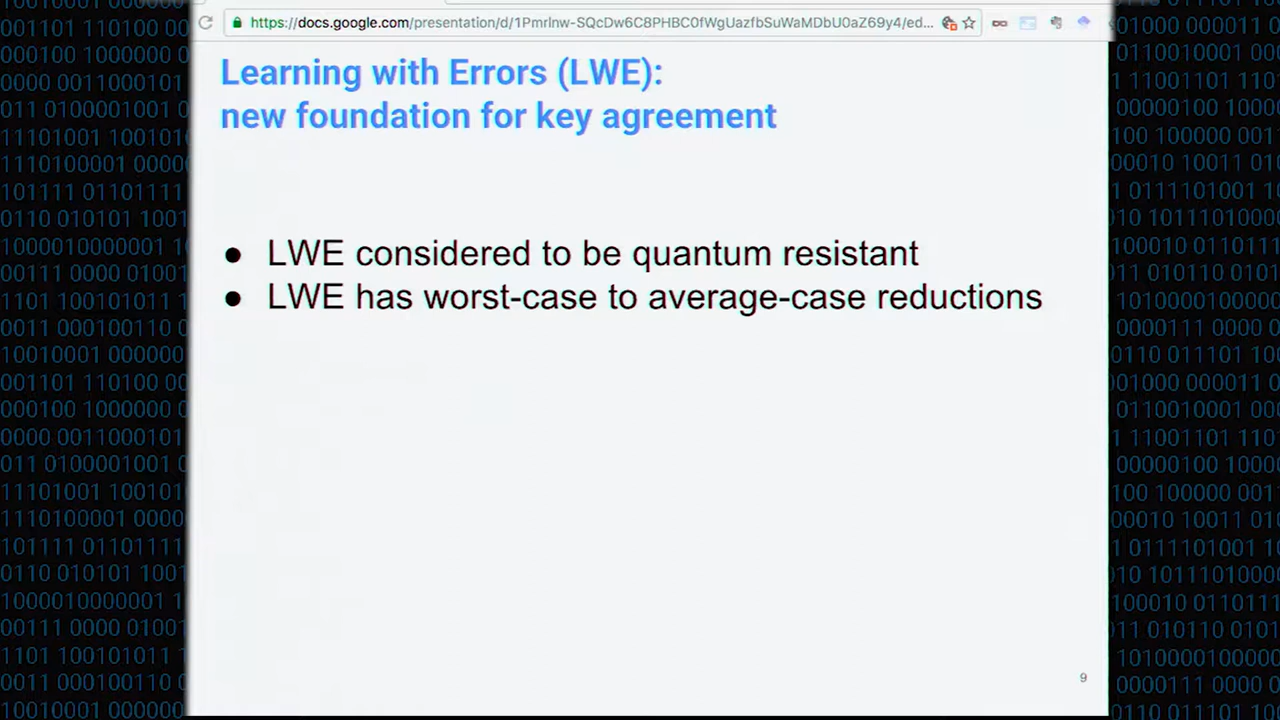 https://docs.google.com/presentation/d/1Pmrlnw-SQcDw6C8PHBC0fWgUazfbSuWaMDbU0aZ69y4/ed...
Learning with Errors (LWE):
new foundation for key agreement
● LWE considered to be quantum resistant
● LWE has worst-case to average-case reductions
9